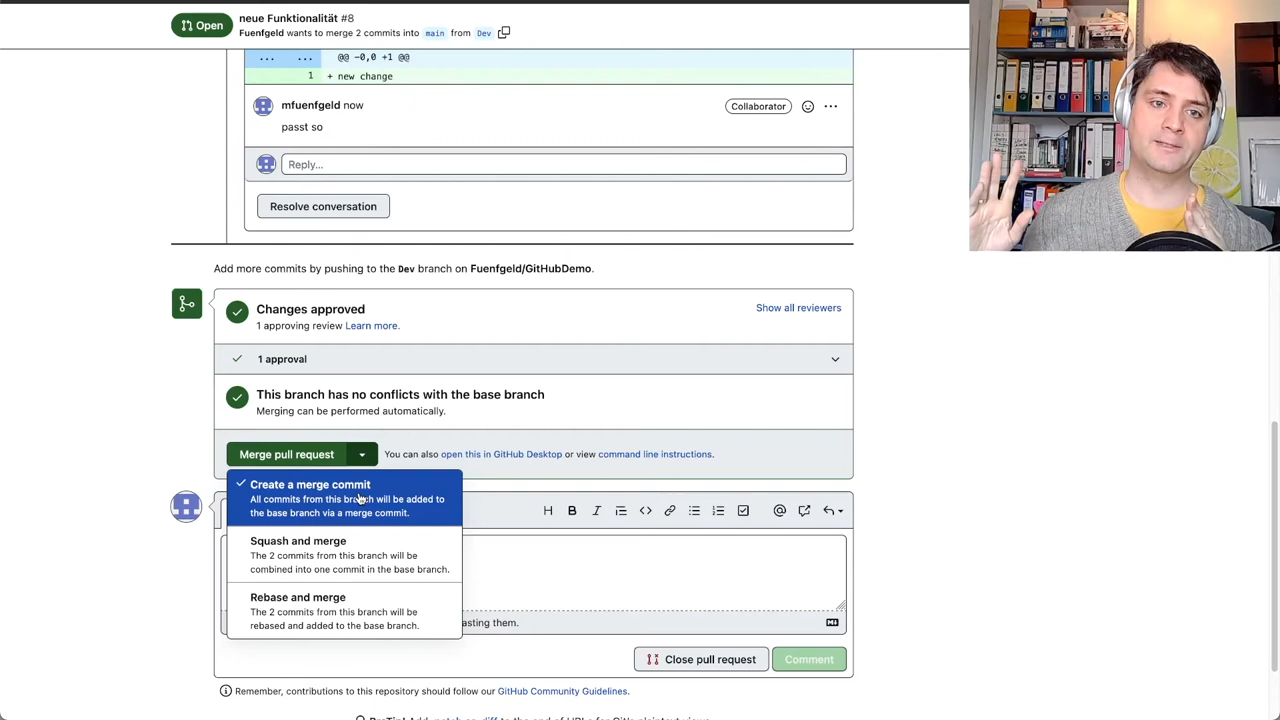 Open
neue Funktionalität #8
Fuenfgeld wants to merge 2 commits into main from Dev
... ... @@ -0,0 +1 @@
1 + new change
mfuenfgeld now
Collaborator
passt so
Reply...
Resolve conversation
Add more commits by pushing to the Dev branch on Fuenfgeld/GitHubDemo.
Changes approved
Show all reviewers
1 approving review Learn more.
1 approval
This branch has no conflicts with the base branch
Merging can be performed automatically.
Merge pull request
You can also open this in GitHub Desktop or view command line instructions.
Create a merge commit
All commits from this branch will be added to
the base branch via a merge commit.
Squash and merge
The 2 commits from this branch will be
combined into one commit in the base branch.
Rebase and merge
The 2 commits from this branch will be
rebased and added to the base branch.
asting them.
Close pull request
Comment
Remember, contributions to this repository should follow our GitHub Community Guidelines.